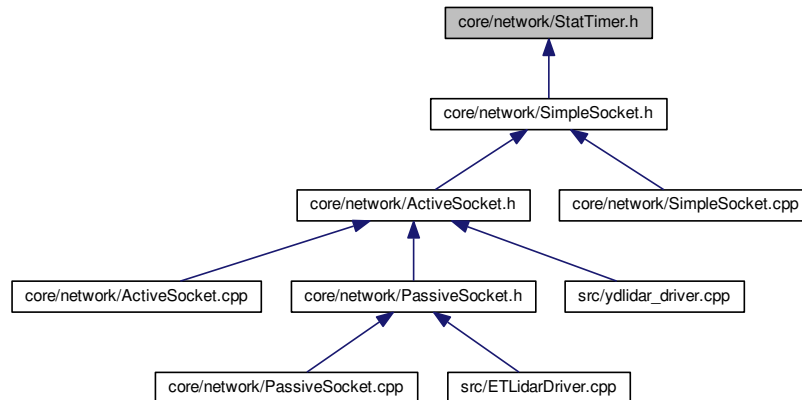 core/network/StatTimer.h
core/network/SimpleSocket.h
core/network/ActiveSocket.h
core/network/SimpleSocket.cpp
core/network/ActiveSocket.cpp
core/network/PassiveSocket.h
src/ydlidar_driver.cpp
core/network/PassiveSocket.cpp
src/ETLidarDriver.cpp